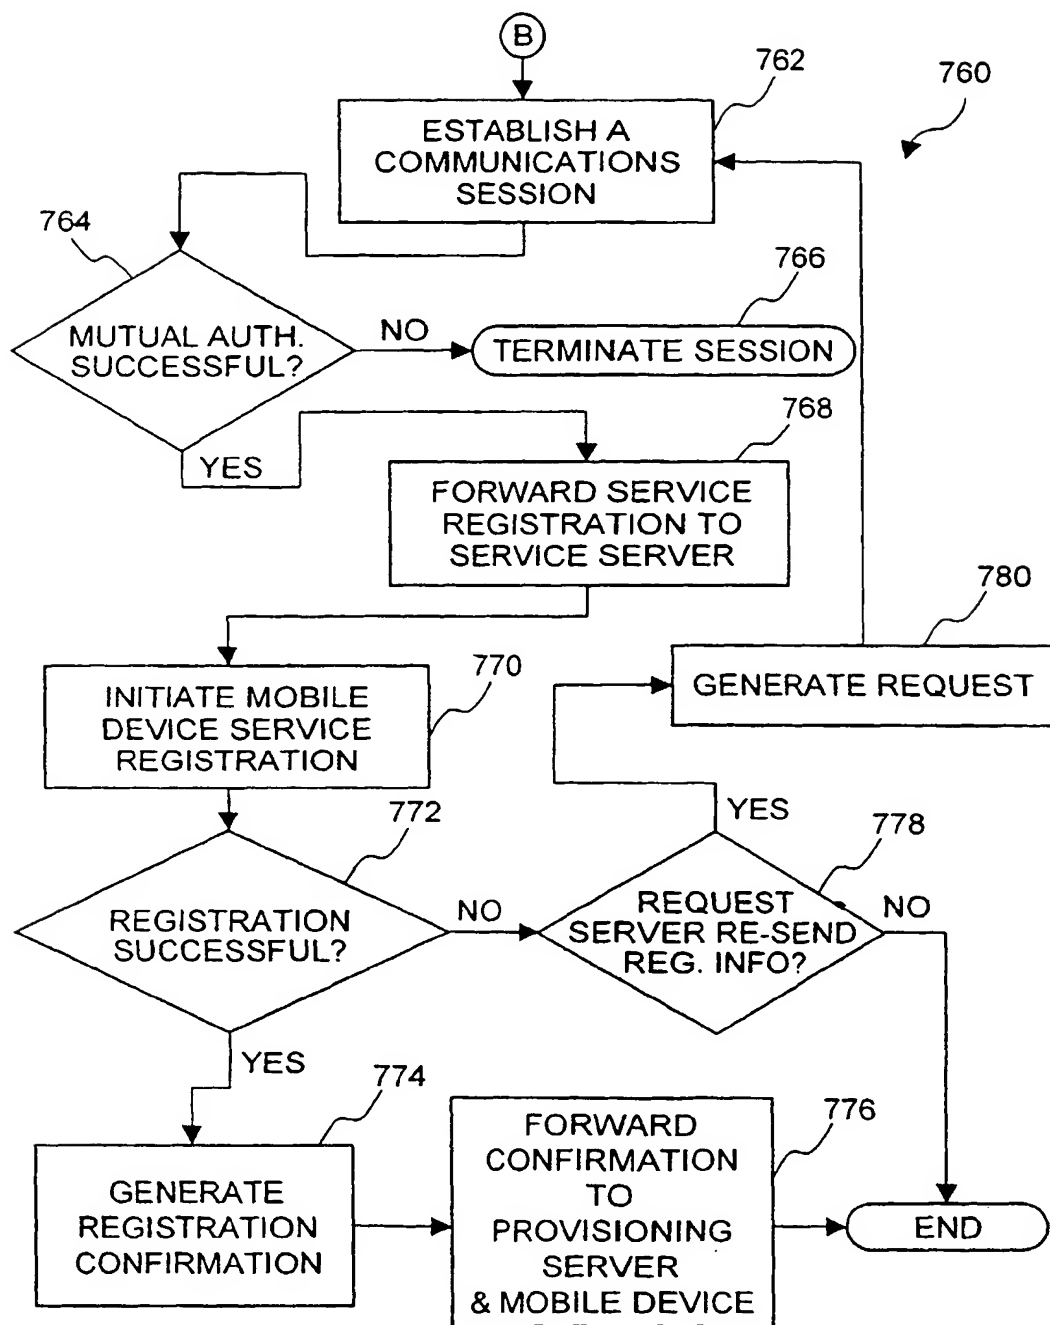 B
762
760
ESTABLISH A
COMMUNICATIONS
SESSION
764
766
MUTUAL AUTH.
SUCCESSFUL?
NO
TERMINATE SESSION
768
YES
FORWARD SERVICE
REGISTRATION TO
SERVICE SERVER
780
770
INITIATE MOBILE
DEVICE SERVICE
REGISTRATION
GENERATE REQUEST
772
YES
778
REGISTRATION
SUCCESSFUL?
NO
REQUEST
SERVER RE-SEND
REG. INFO?
NO
YES
774
776
GENERATE
REGISTRATION
CONFIRMATION
FORWARD
CONFIRMATION
TO
PROVISIONING
SERVER
& MOBILE DEVICE
END